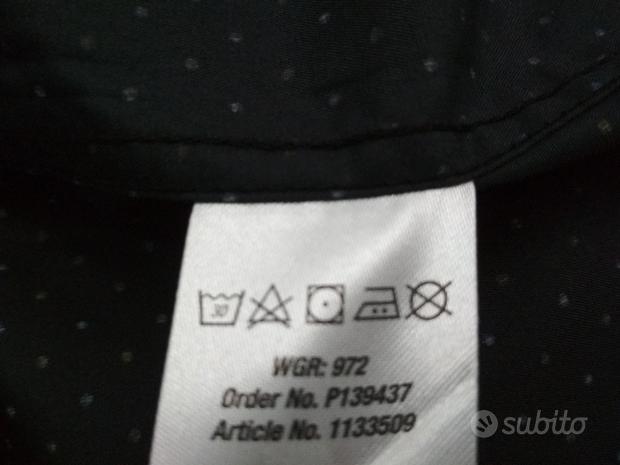 30
WGR: 972
Order No. P139437
Article No. 1133509
subito